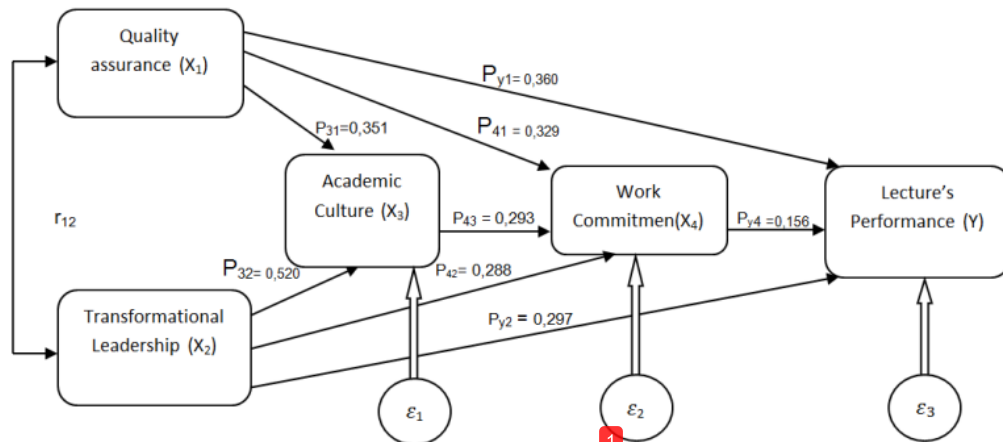 Quality
assurance (X₁)
Py1= 0,360
P31=0,351
P41 = 0,329
Academic
Culture (X₃)
Work
Commitmen(X₄)
Lecture's
Performance (Y)
r12
P43 = 0,293
Py4 =0,156
P32= 0,520
P42= 0,288
Transformational
Leadership (X₂)
Py2 = 0,297
ε₁
ε₂
ε₃
1